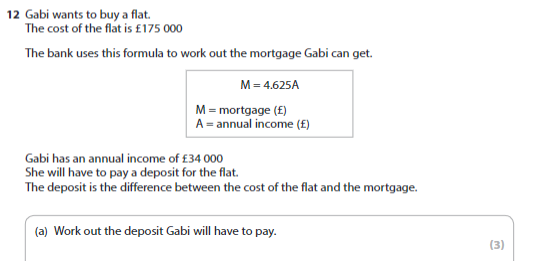 12 Gabi wants to buy a flat.
The cost of the flat is £175 000
The bank uses this formula to work out the mortgage Gabi can get.
M = 4.625A
M = mortgage (£)
A = annual income (£)
Gabi has an annual income of £34 000
She will have to pay a deposit for the flat.
The deposit is the difference between the cost of the flat and the mortgage.
(a) Work out the deposit Gabi will have to pay.
(3)